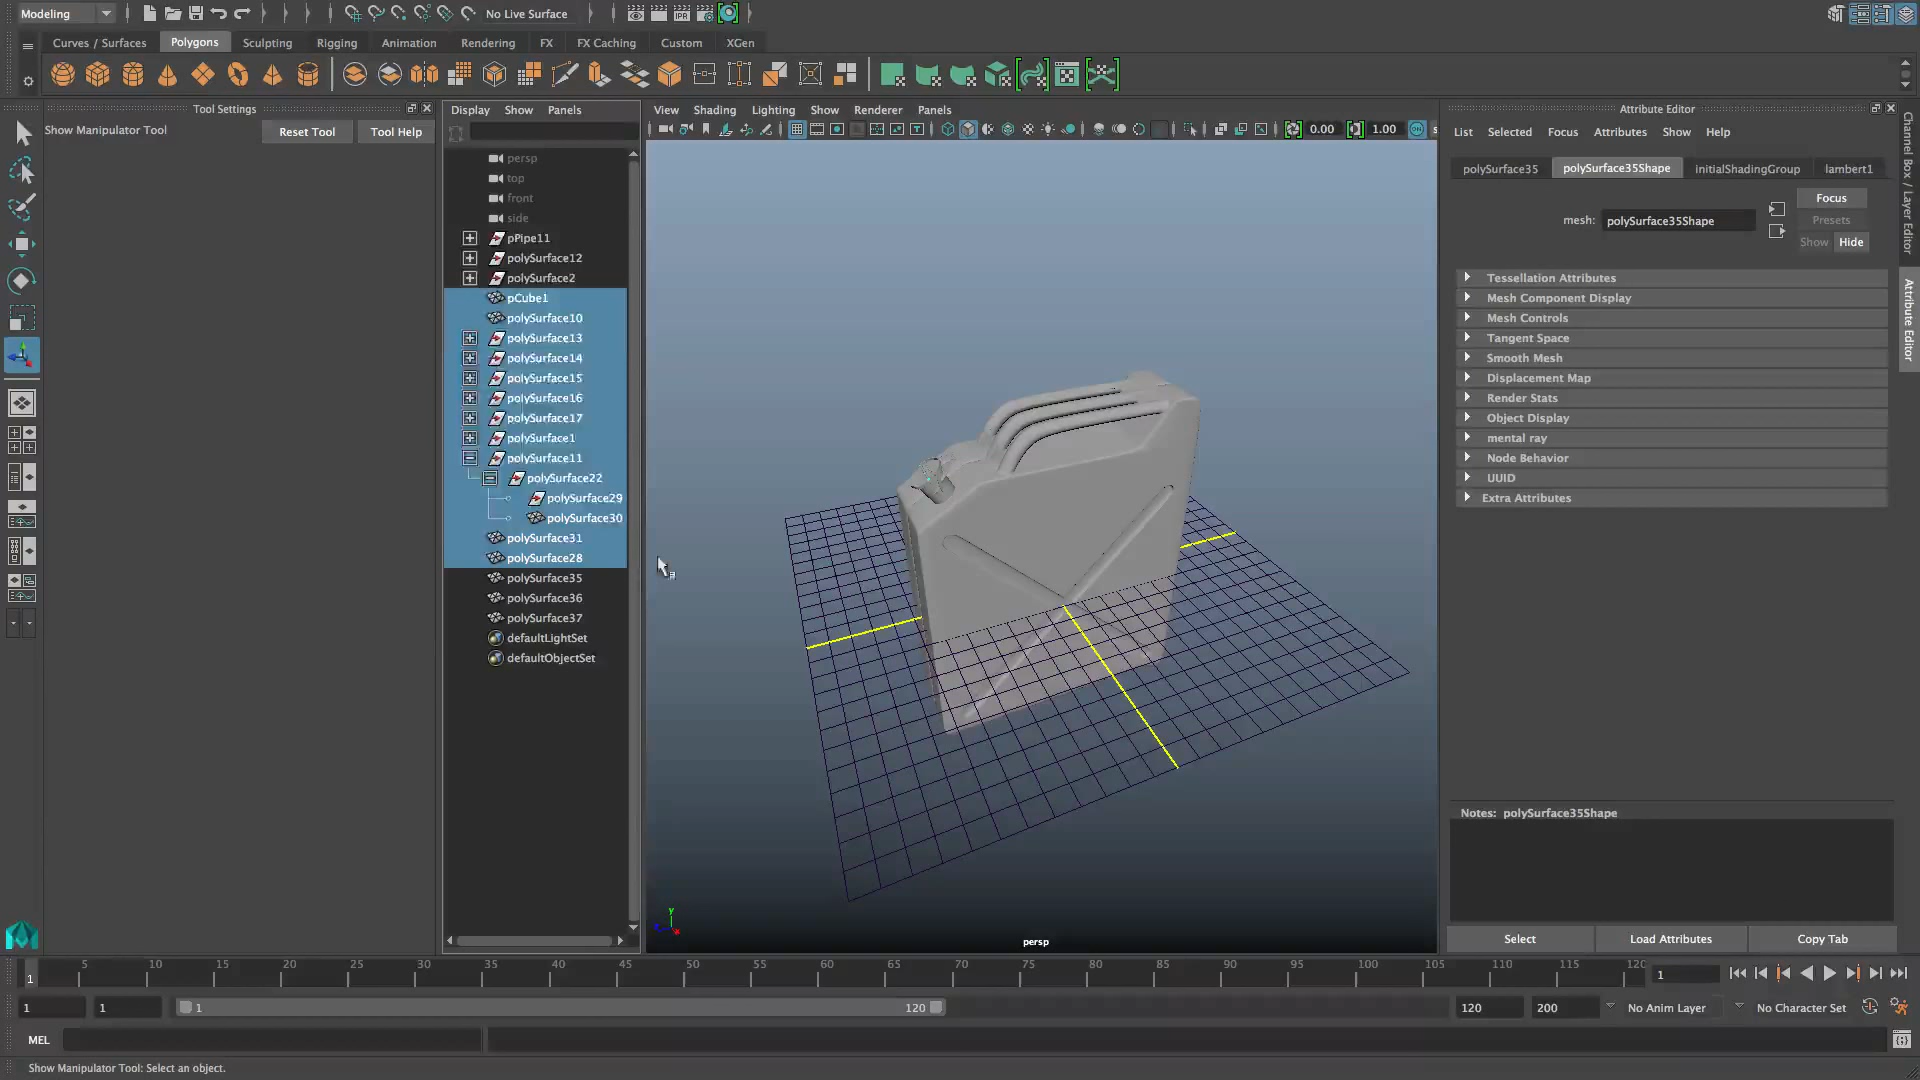 Modeling
No Live Surface
Curves / Surfaces Polygons Sculpting Rigging Animation Rendering FX FX Caching Custom XGen
Tool Settings
Show Manipulator Tool Reset Tool Tool Help
Display Show Panels
persp
top
front
side
pPipe11
polySurface12
polySurface2
pCube1
polySurface10
polySurface13
polySurface14
polySurface15
polySurface16
polySurface17
polySurface1
polySurface11
polySurface22
polySurface29
polySurface30
polySurface31
polySurface28
polySurface35
polySurface36
polySurface37
defaultLightSet
defaultObjectSet
View Shading Lighting Show Renderer Panels
IPR
0.00 1.00
y
persp
Attribute Editor
List Selected Focus Attributes Show Help
polySurface35 polySurface35Shape initialShadingGroup lambert1
mesh: polySurface35Shape
Focus
Presets
Show Hide
Tessellation Attributes
Mesh Component Display
Mesh Controls
Tangent Space
Smooth Mesh
Displacement Map
Render Stats
Object Display
mental ray
Node Behavior
UUID
Extra Attributes
Notes: polySurface35Shape
Select Load Attributes Copy Tab
Channel Box / Layer Editor
Attribute Editor
1 5 10 15 20 25 30 35 40 45 50 55 60 65 70 75 80 85 90 95 100 105 110 115 120
1
1 1 1 120 120 200 No Anim Layer No Character Set
MEL
Show Manipulator Tool: Select an object.